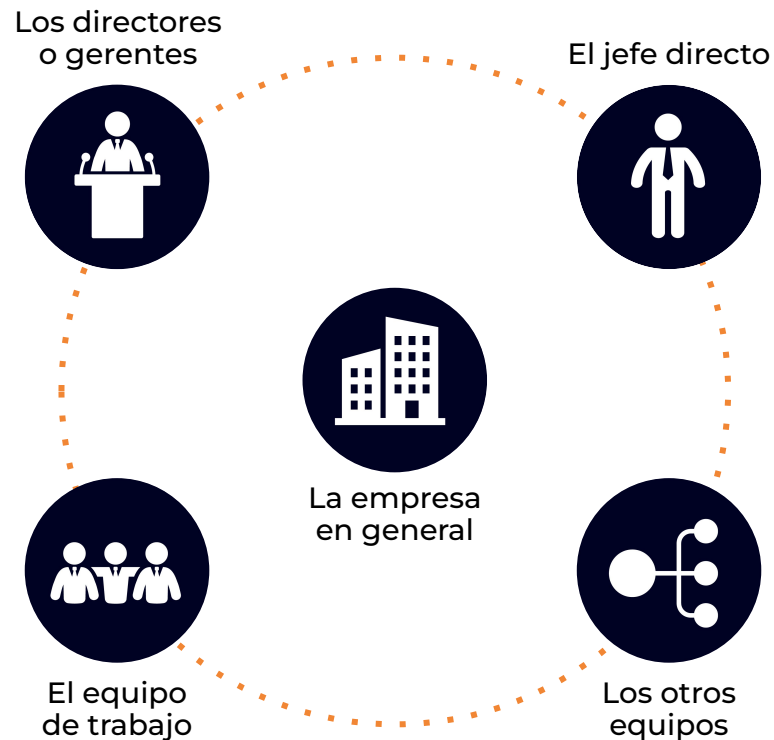 Los directores
o gerentes
El jefe directo
La empresa
en general
El equipo
de trabajo
Los otros
equipos